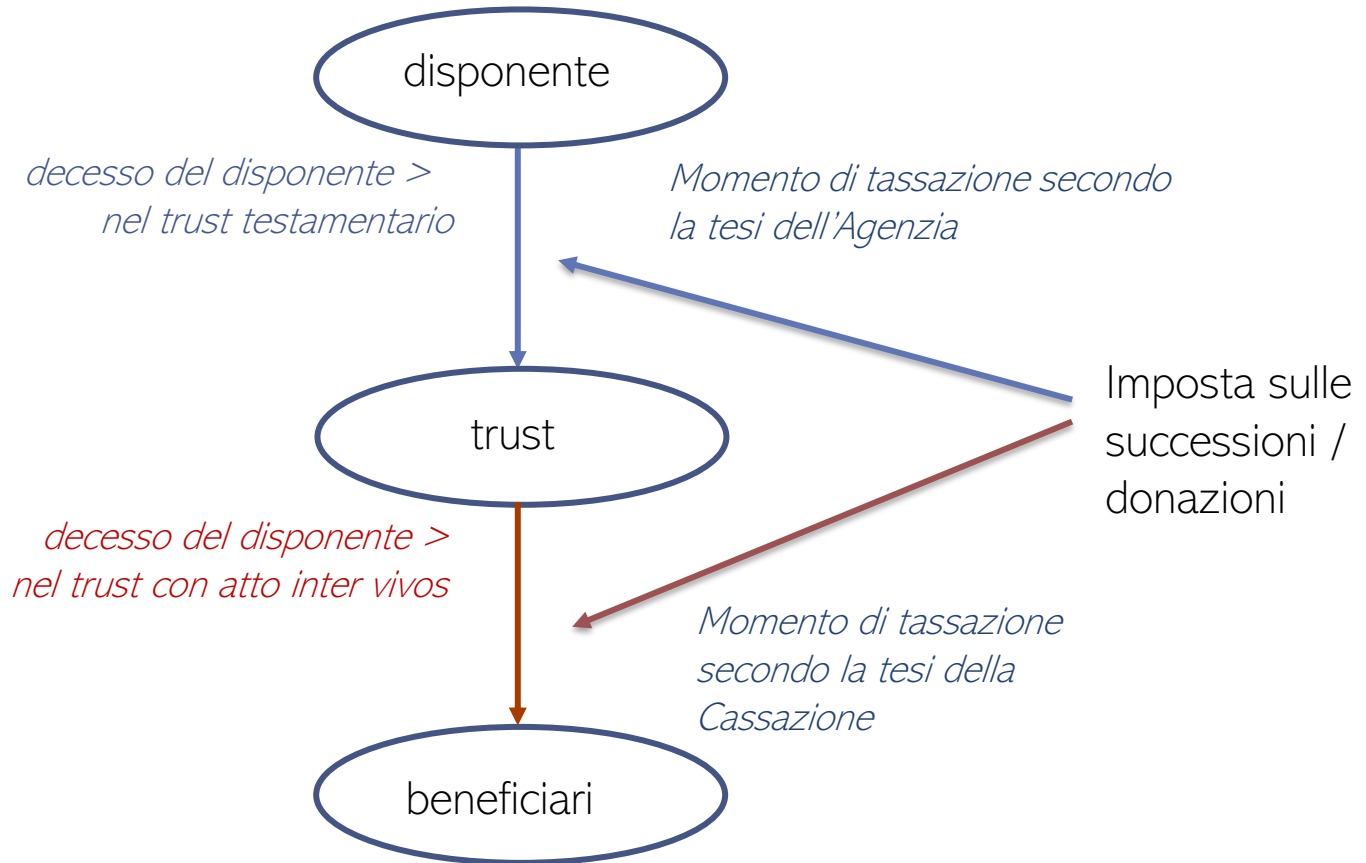 disponente
decesso del disponente >
nel trust testamentario
Momento di tassazione secondo
la tesi dell'Agenzia
trust
Imposta sulle
successioni /
donazioni
decesso del disponente >
nel trust con atto inter vivos
Momento di tassazione
secondo la tesi della
Cassazione
beneficiari